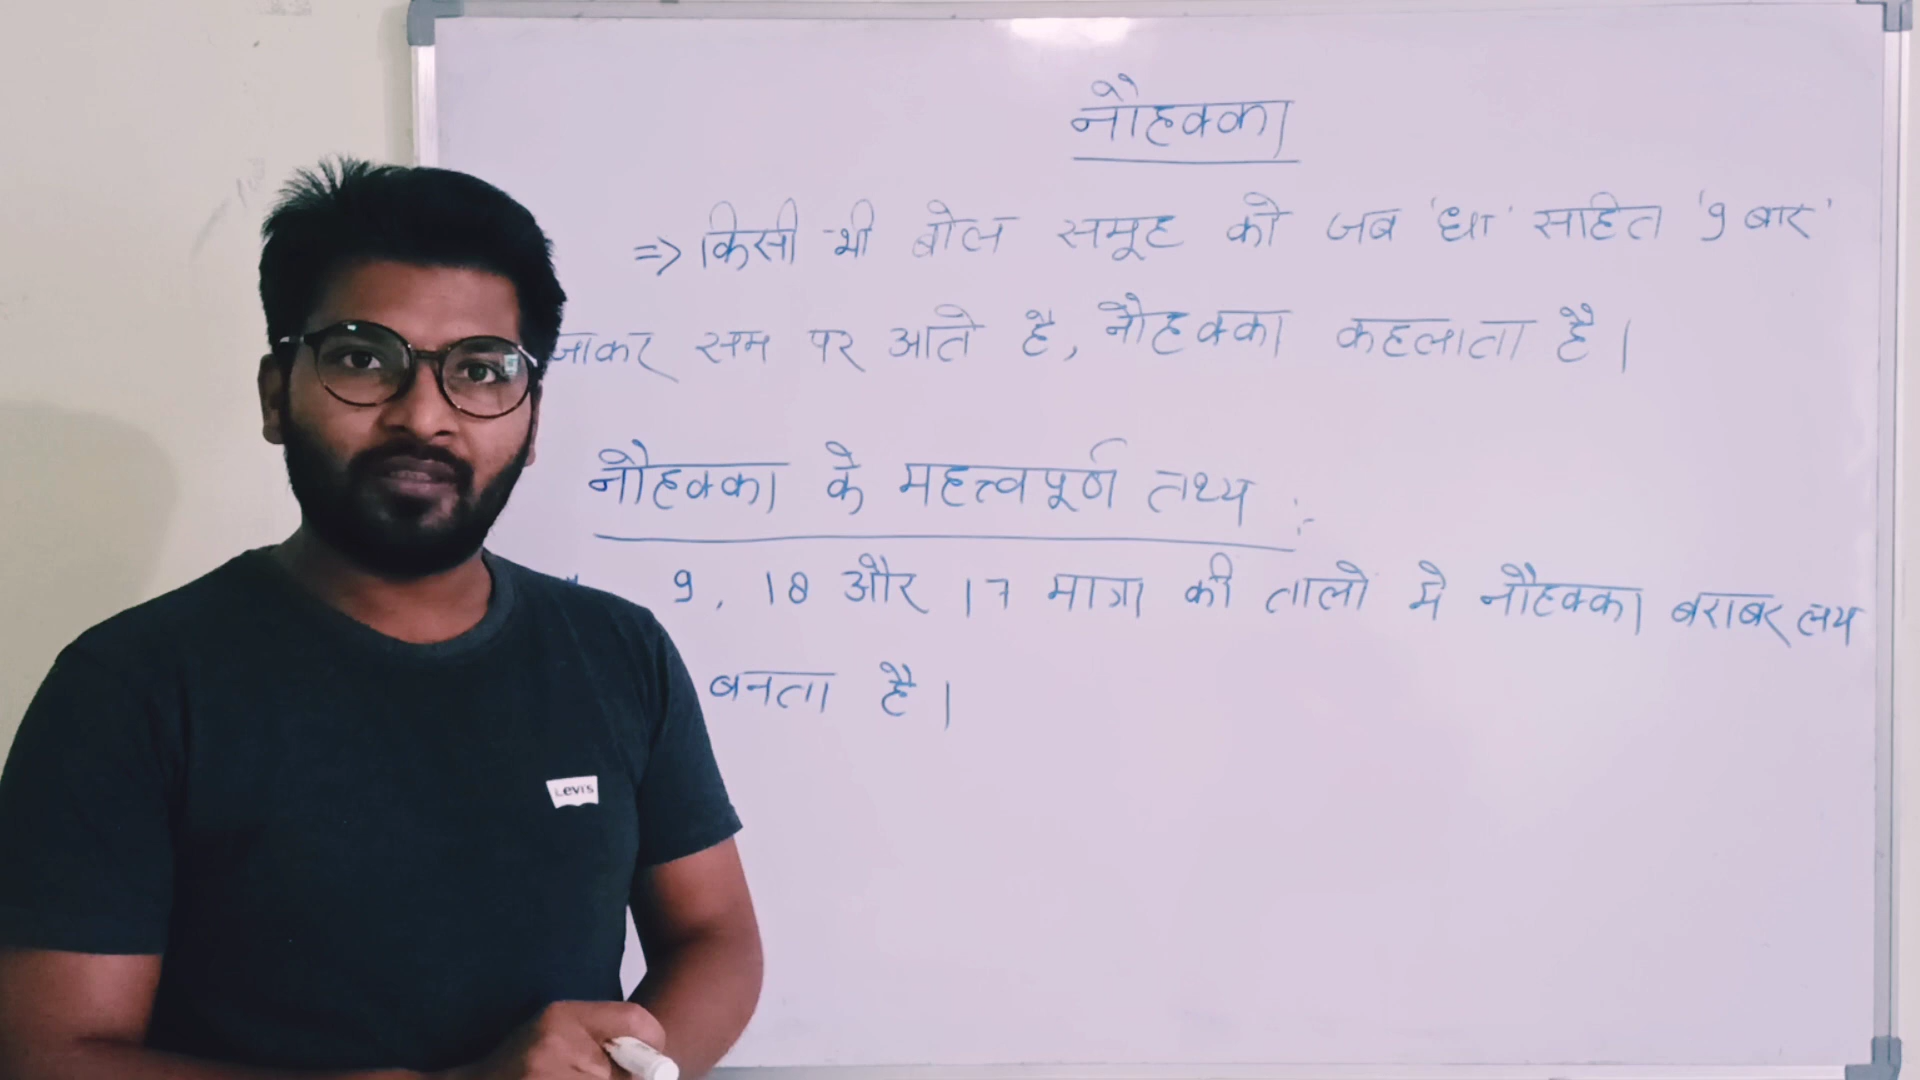 नौहक्का
=> किसी भी बोल समूह को जब 'धा' सहित '9 बार'
जाकर सम पर आते है, नौहक्का कहलाता है।
नौहक्का के महत्त्वपूर्ण तथ्य :-
9, 18 और 17 मात्रा की तालो मे नौहक्का बराबर लय
बनता है।
Levi's